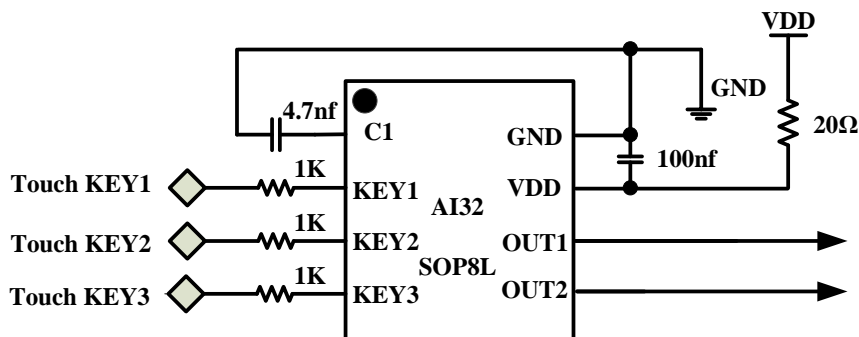 VDD
GND
4.7nf
C1
GND
20Ω
100nf
Touch KEY1
1K
KEY1
VDD
AI32
Touch KEY2
1K
KEY2
OUT1
SOP8L
Touch KEY3
1K
KEY3
OUT2